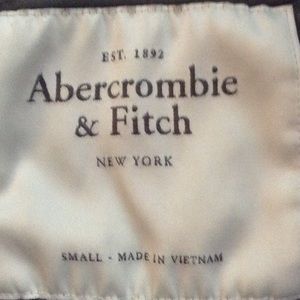 EST. 1892
Abercrombie
& Fitch
NEW YORK
SMALL - MADE IN VIETNAM